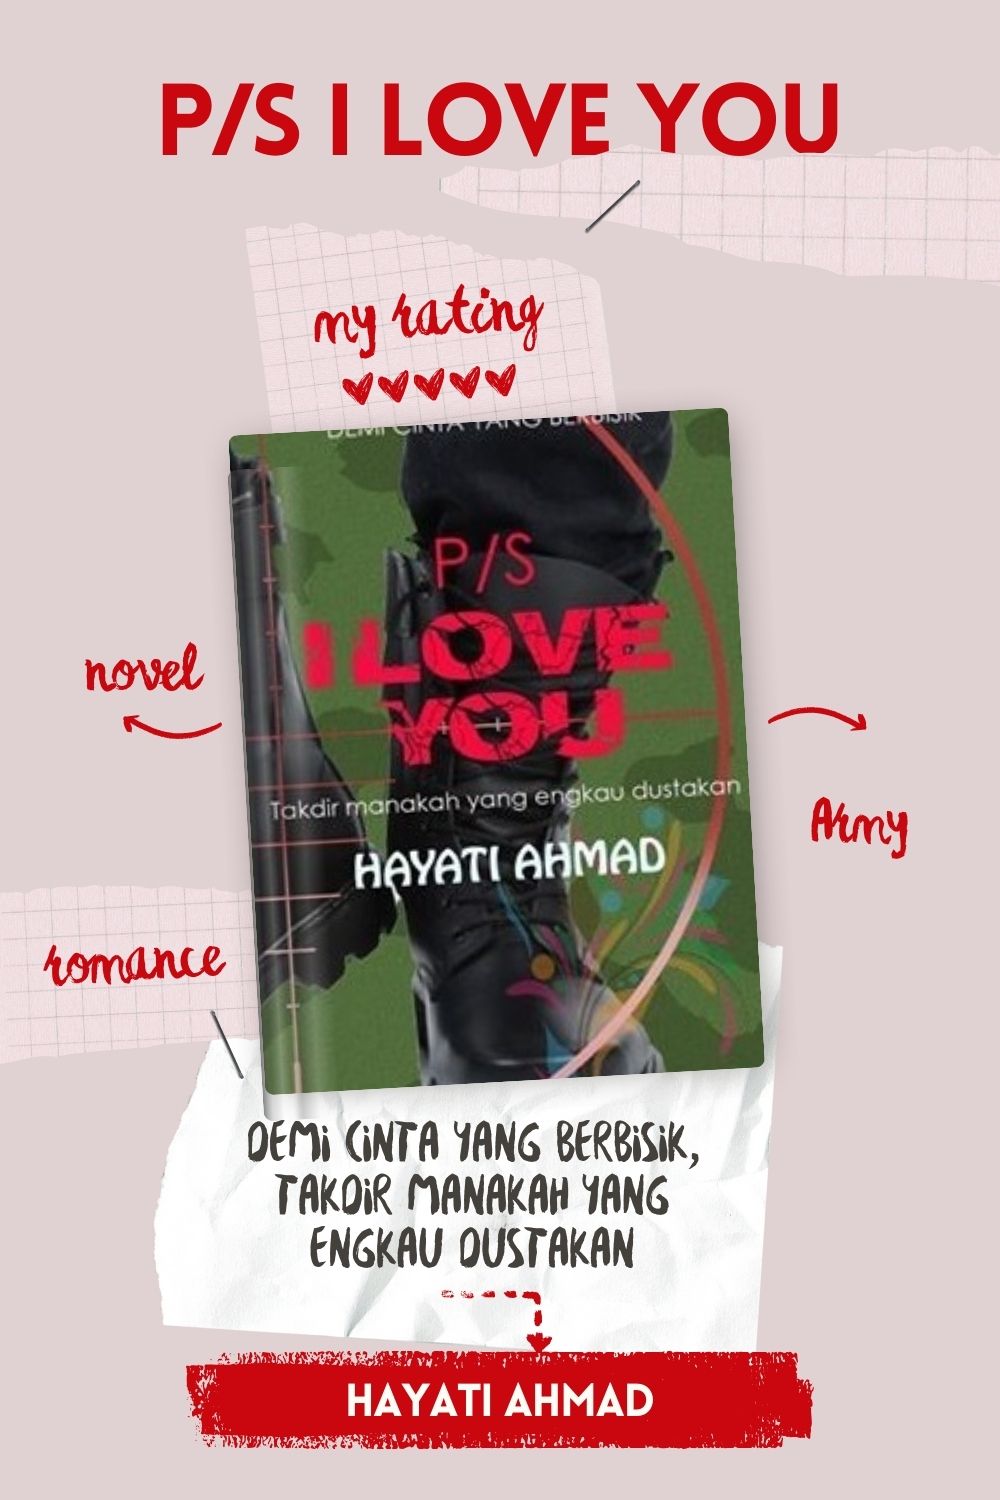 P/S I LOVE YOU
my rating
DEMI CINTA YANG BERBISIK
P/S
I LOVE
YOU
Takdir manakah yang engkau dustakan
HAYATI AHMAD
novel
Army
romance
DEMI CINTA YANG BERBISIK,
TAKDIR MANAKAH YANG
ENGKAU DUSTAKAN
HAYATI AHMAD